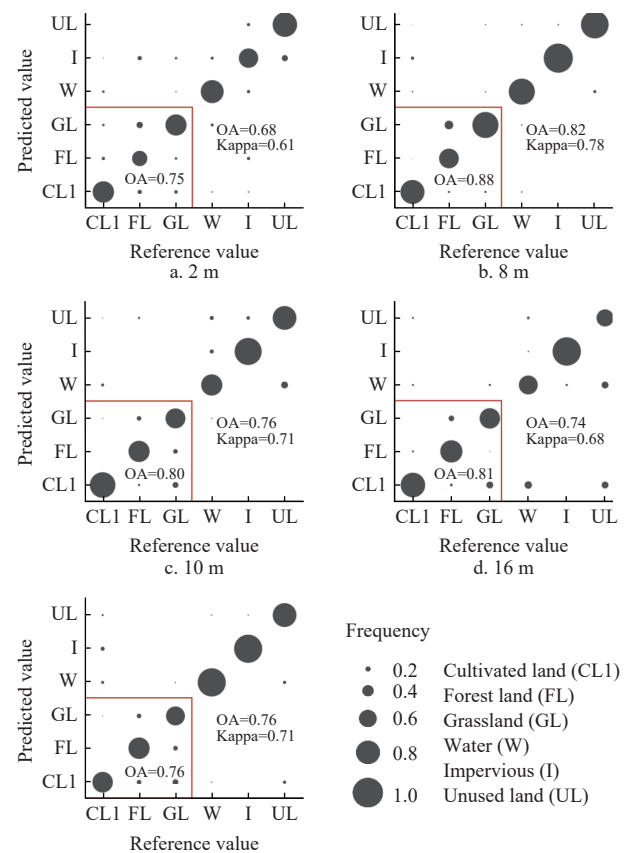 Predicted value
UL
I
W
GL
FL
CL1
OA=0.68
Kappa=0.61
OA=0.75
CL1 FL GL W I UL
Reference value
a. 2 m
UL
I
W
GL
FL
CL1
OA=0.82
Kappa=0.78
OA=0.88
CL1 FL GL W I UL
Reference value
b. 8 m
Predicted value
UL
I
W
GL
FL
CL1
OA=0.76
Kappa=0.71
OA=0.80
CL1 FL GL W I UL
Reference value
c. 10 m
UL
I
W
GL
FL
CL1
OA=0.74
Kappa=0.68
OA=0.81
CL1 FL GL W I UL
Reference value
d. 16 m
Predicted value
UL
I
W
GL
FL
CL1
OA=0.76
Kappa=0.71
OA=0.76
CL1 FL GL W I UL
Reference value
Frequency
0.2
0.4
0.6
0.8
1.0
Cultivated land (CL1)
Forest land (FL)
Grassland (GL)
Water (W)
Impervious (I)
Unused land (UL)